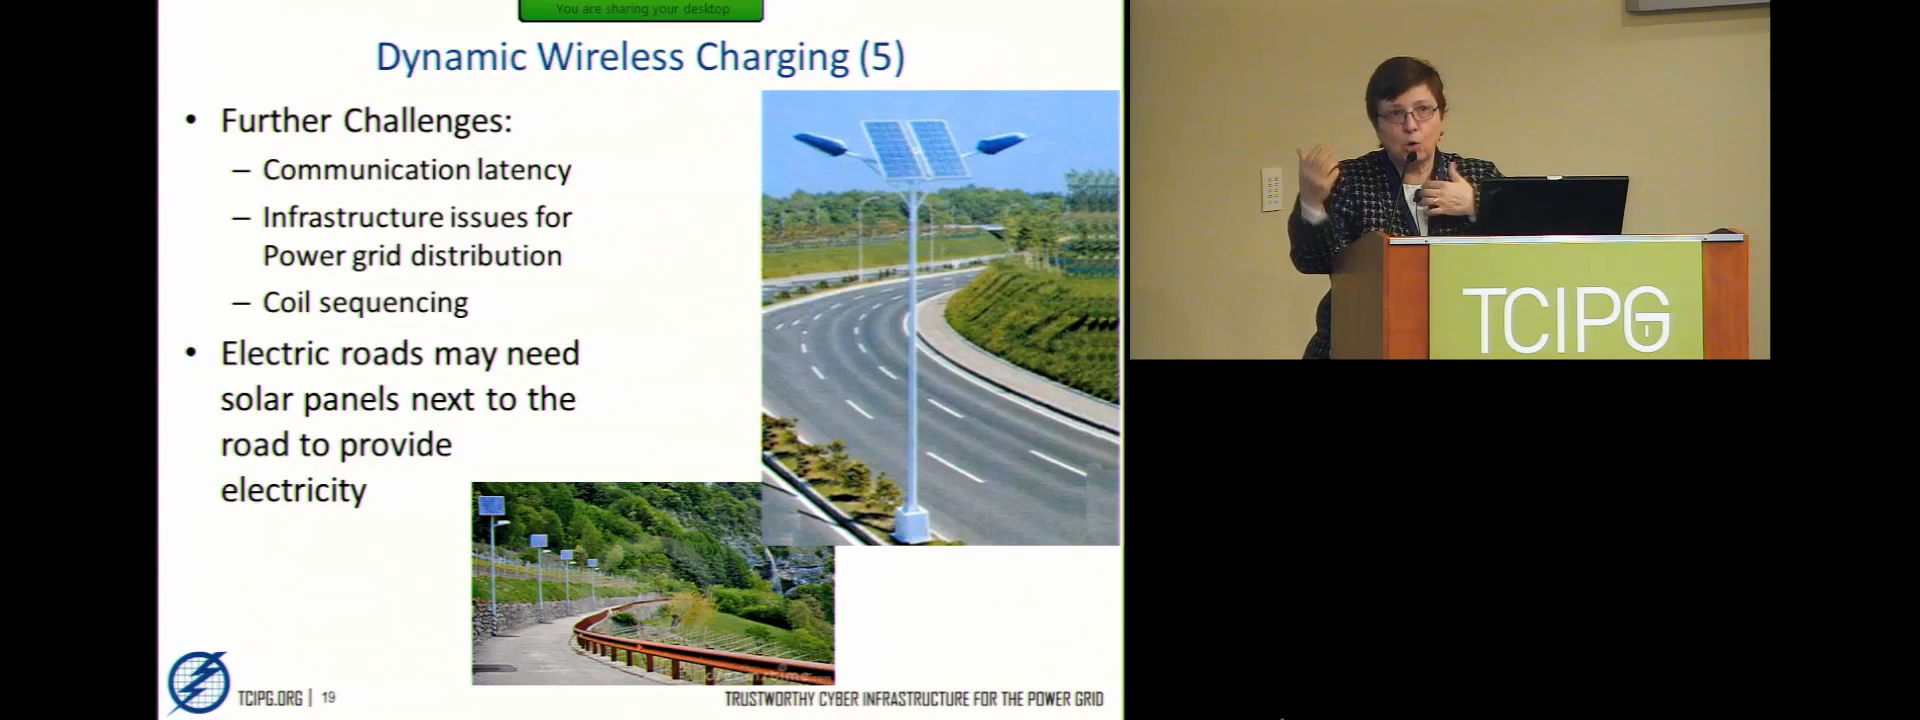 You are sharing your desktop
Dynamic Wireless Charging (5)
• Further Challenges:
– Communication latency
– Infrastructure issues for
Power grid distribution
– Coil sequencing
• Electric roads may need
solar panels next to the
road to provide
electricity
TCIPG.ORG | 19
TRUSTWORTHY CYBER INFRASTRUCTURE FOR THE POWER GRID
TCIPG